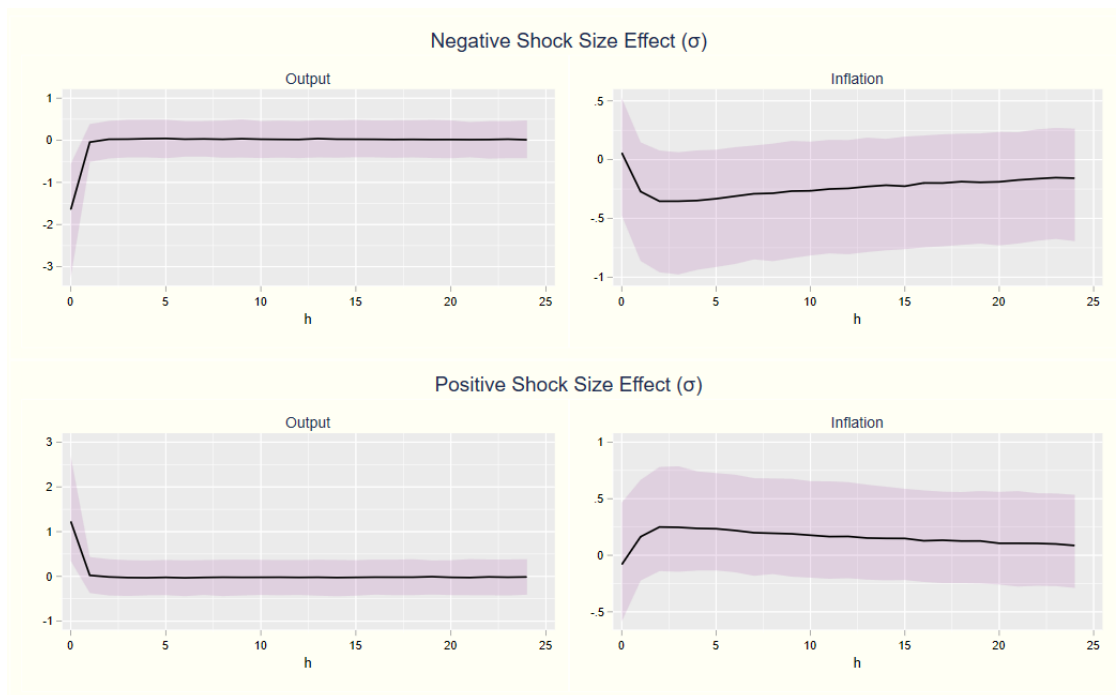 Negative Shock Size Effect (σ)
Output
1
0
-1
-2
-3
0 5 10 15 20 25
h
Inflation
.5
0
-.5
-1
0 5 10 15 20 25
h
Positive Shock Size Effect (σ)
Output
3
2
1
0
-1
0 5 10 15 20 25
h
Inflation
1
.5
0
-.5
0 5 10 15 20 25
h